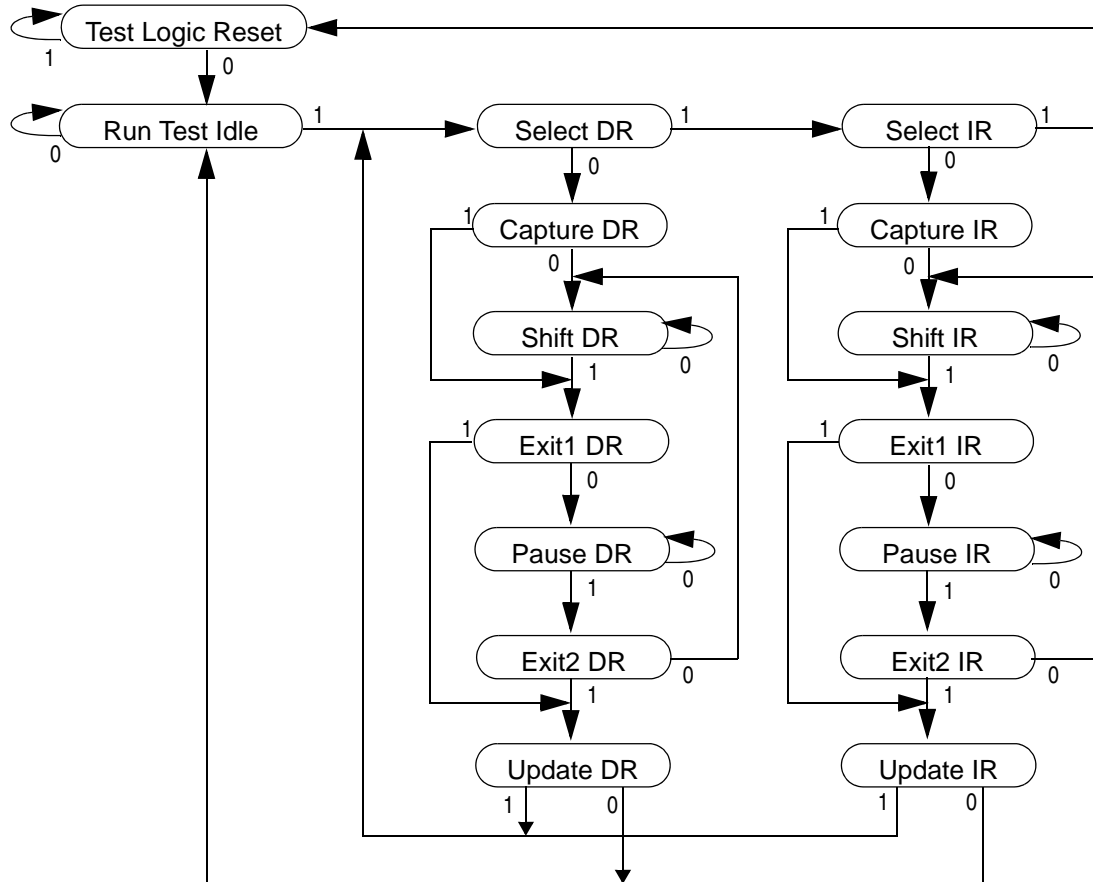 Test Logic Reset
1
0
Run Test Idle
1
0
Select DR
1
0
Select IR
1
0
Capture DR
1
0
Capture IR
1
0
Shift DR
0
1
Shift IR
0
1
Exit1 DR
1
0
Exit1 IR
1
0
Pause DR
0
1
Pause IR
0
1
Exit2 DR
0
1
Exit2 IR
0
1
Update DR
1
0
Update IR
1
0